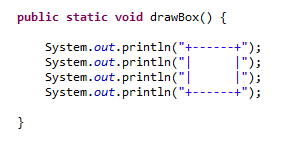 public static void drawBox() {
    System.out.println("+------+");
    System.out.println("|      |");
    System.out.println("|      |");
    System.out.println("+------+");
}